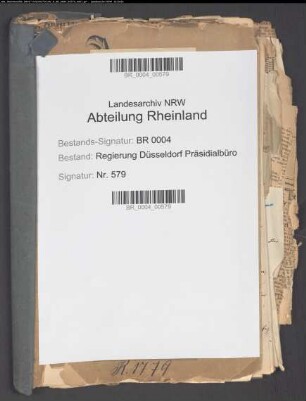 BR_0004_00579
Landesarchiv NRW
Abteilung Rheinland
Bestands-Signatur: BR 0004
Bestand: Regierung Düsseldorf Präsidialbüro
Signatur: Nr. 579
BR_0004_00579